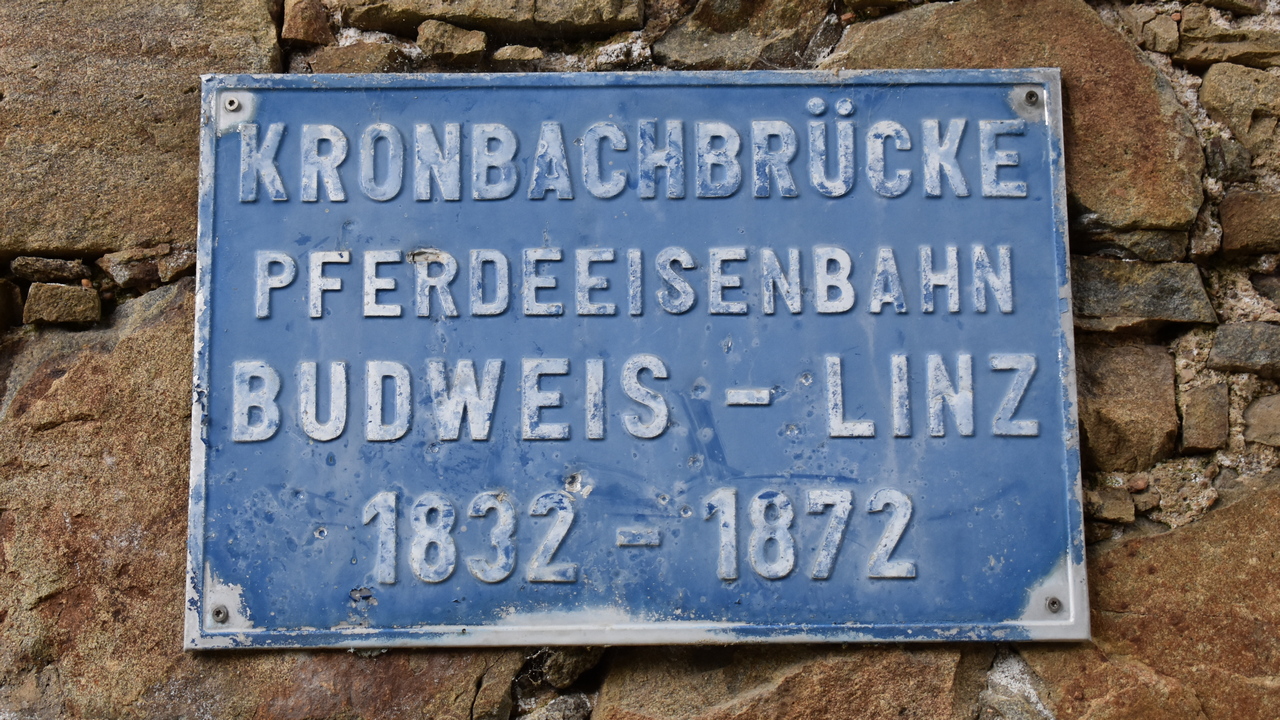 KRONBACHBRÜCKE
PFERDEEISENBAHN
BUDWEIS - LINZ
1832 - 1872